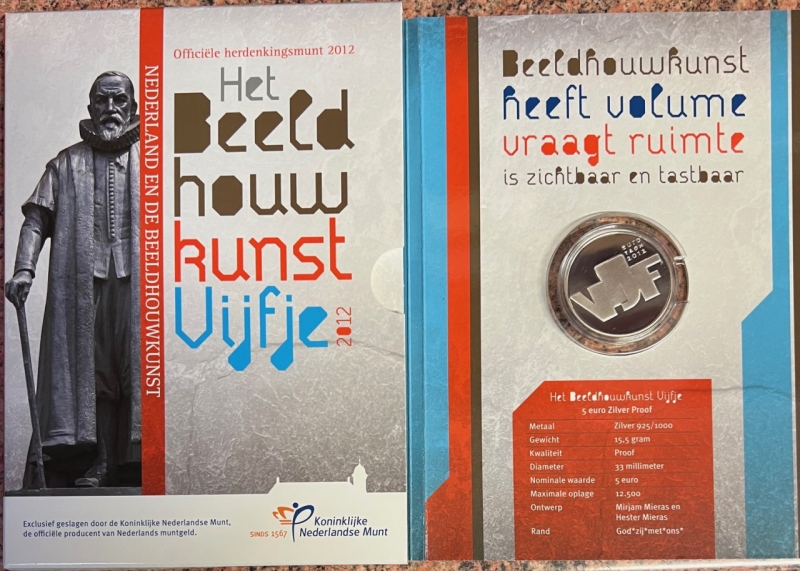 Officiële herdenkingsmunt 2012
Het
Beeld
houw
kunst
Vijfje
2012
NEDERLAND EN DE BEELDHOUWKUNST
Exclusief geslagen door de Koninklijke Nederlandse Munt,
de officiële producent van Nederlands muntgeld.
SINDS 1567
Koninklijke
Nederlandse Munt
Beeldhouwkunst
heeft volume
vraagt ruimte
is zichtbaar en tastbaar
EURO
2012
VIJF
Het Beeldhouwkunst Vijfje
5 euro Zilver Proof
Metaal Zilver 925/1000
Gewicht 15,5 gram
Kwaliteit Proof
Diameter 33 millimeter
Nominale waarde 5 euro
Maximale oplage 12.500
Ontwerp Mirjam Mieras en
Hester Mieras
Rand God*zij*met*ons*